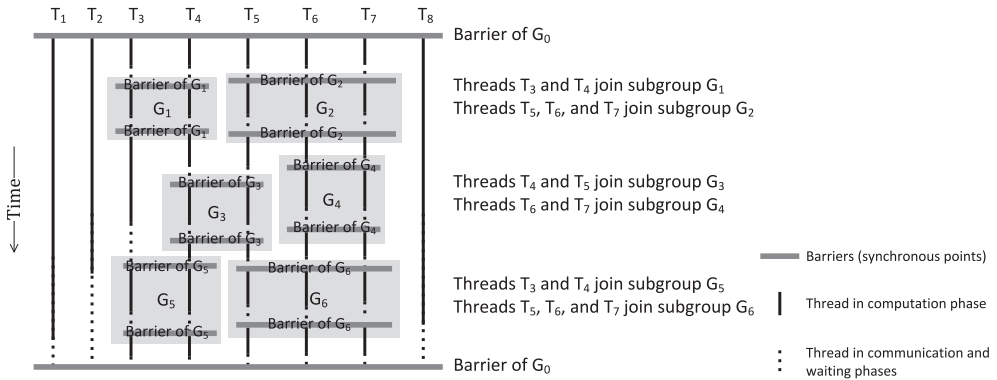 T1 T2 T3 T4 T5 T6 T7 T8
Barrier of G0
Barrier of G1
Barrier of G2
Threads T3 and T4 join subgroup G1
G1
G2
Threads T5, T6, and T7 join subgroup G2
Barrier of G1
Barrier of G2
Barrier of G4
Barrier of G3
Threads T4 and T5 join subgroup G3
G3
G4
Threads T6 and T7 join subgroup G4
Barrier of G4
Barrier of G3
Time
Barriers (synchronous points)
Barrier of G5
Barrier of G6
Threads T3 and T4 join subgroup G5
G5
G6
Threads T5, T6, and T7 join subgroup G6
Thread in computation phase
Barrier of G5
Barrier of G6
Thread in communication and
waiting phases
Barrier of G0